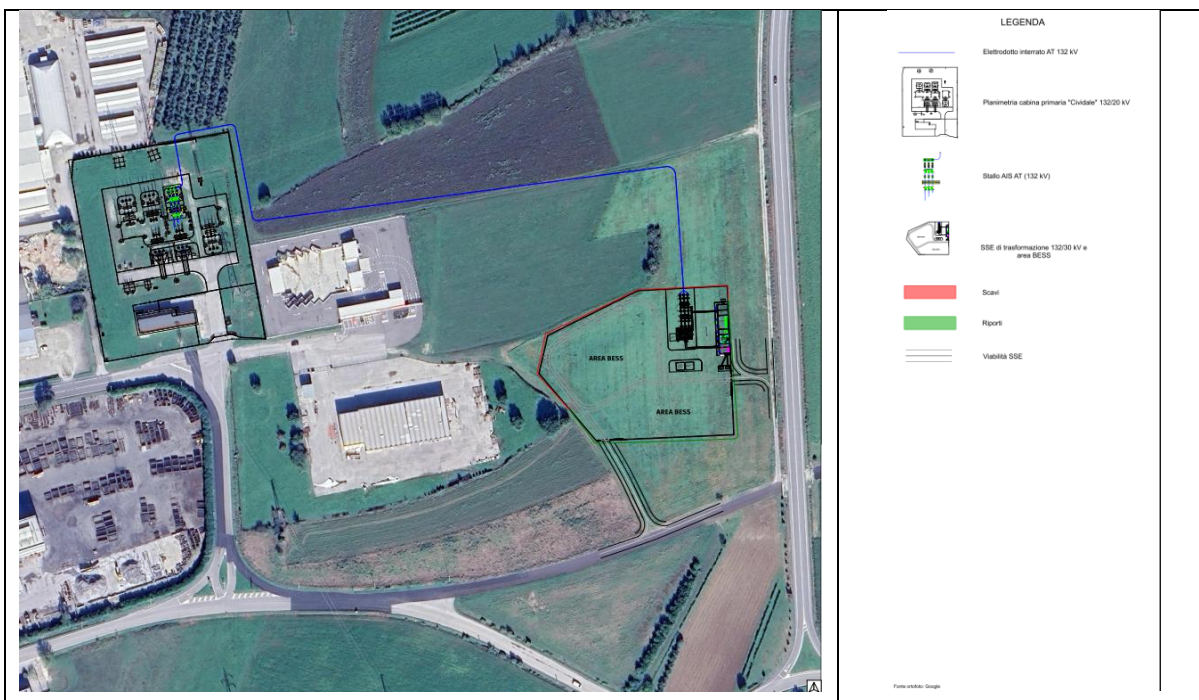 AREA BESS
AREA BESS
LEGENDA
Elettrodotto interrato AT 132 kV
Planimetria cabina primaria "Cividale" 132/20 kV
Stallo AIS AT (132 kV)
SSE di trasformazione 132/30 kV e
area BESS
Scavi
Riporti
Viabilità SSE
Fonte ortofoto: Google